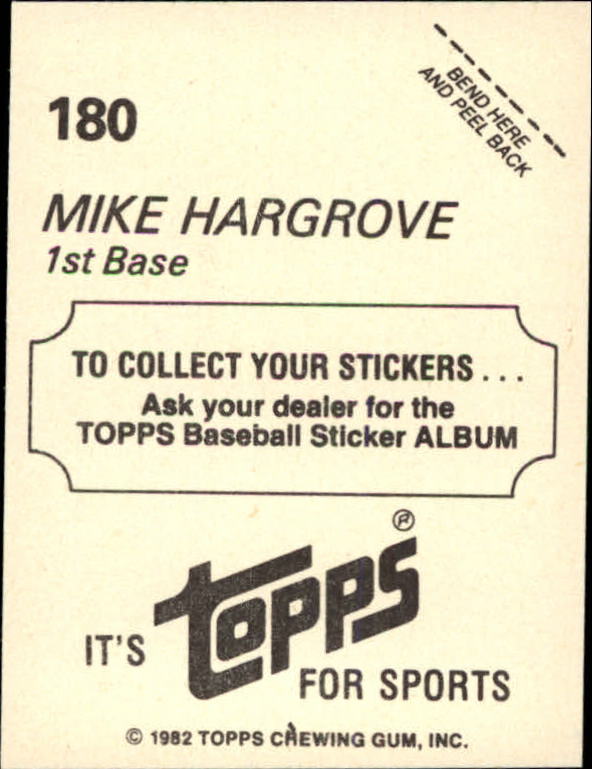 BEND HERE
AND PEEL BACK
180
MIKE HARGROVE
1st Base
TO COLLECT YOUR STICKERS . . .
Ask your dealer for the
TOPPS Baseball Sticker ALBUM
®
IT'S topps
FOR SPORTS
© 1982 TOPPS CHEWING GUM, INC.